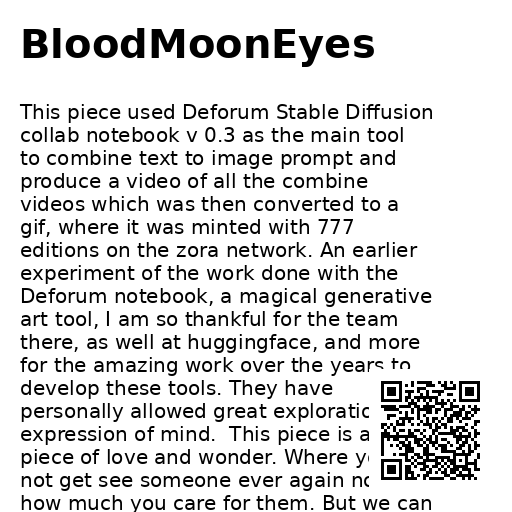 BloodMoonEyes
This piece used Deforum Stable Diffusion
collab notebook v 0.3 as the main tool
to combine text to image prompt and
produce a video of all the combine
videos which was then converted to a
gif, where it was minted with 777
editions on the zora network. An earlier
experiment of the work done with the
Deforum notebook, a magical generative
art tool, I am so thankful for the team
there, as well at huggingface, and more
for the amazing work over the years to
develop these tools. They have
personally allowed great
expression of mind.  This piece is a
piece of love and wonder. Where
not get see someone ever again
how much you care for them. But we can